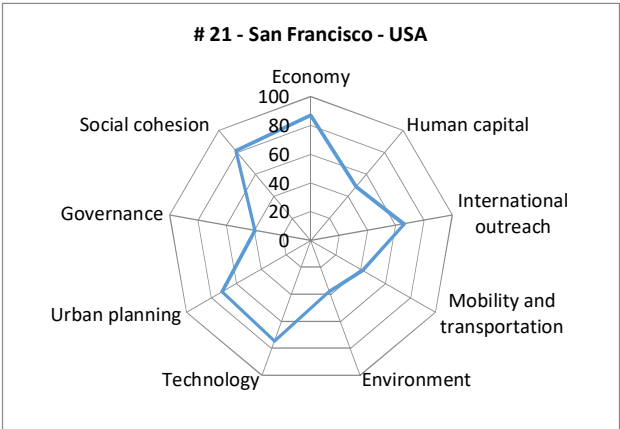 # 21 - San Francisco - USA
Economy
Human capital
International
outreach
Mobility and
transportation
Environment
Technology
Urban planning
Governance
Social cohesion
100
80
60
40
20
0